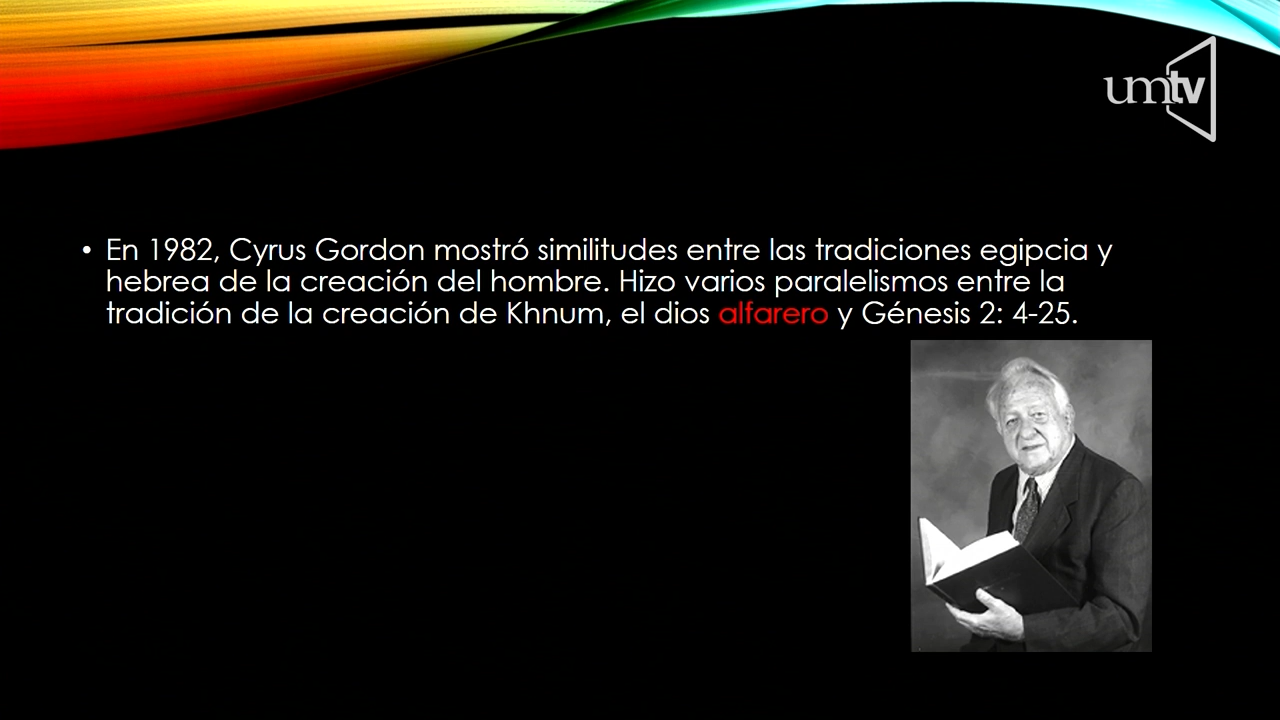 umtv
• En 1982, Cyrus Gordon mostró similitudes entre las tradiciones egipcia y
hebrea de la creación del hombre. Hizo varios paralelismos entre la
tradición de la creación de Khnum, el dios alfarero y Génesis 2: 4-25.